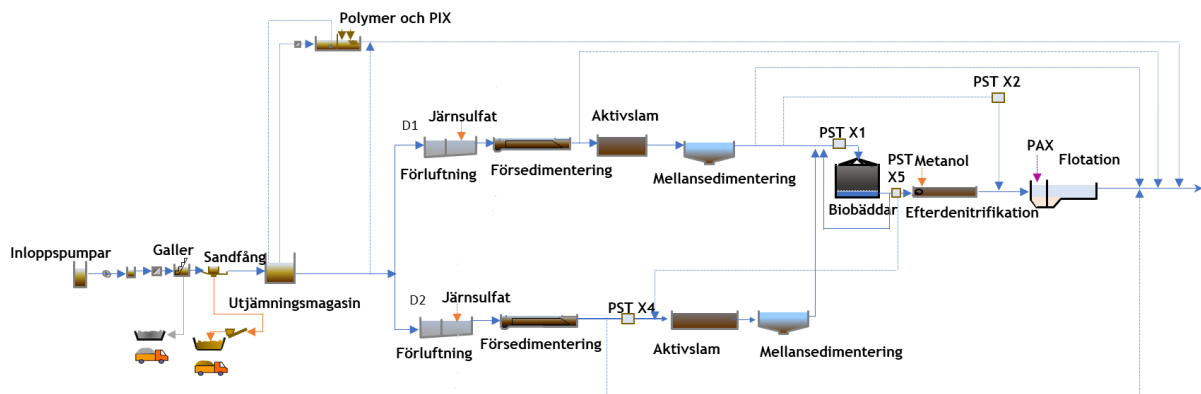 Polymer och PIX
PST X2
D1
Järnsulfat
Aktivslam
PST X1
Förluftning
Försedimentering
Mellansedimentering
PST
X5
Metanol
PAX
Flotation
Biobäddar
Efterdenitrifikation
Inloppspumpar
Galler
Sandfång
Utjämningsmagasin
D2
Järnsulfat
PST X4
Förluftning
Försedimentering
Aktivslam
Mellansedimentering